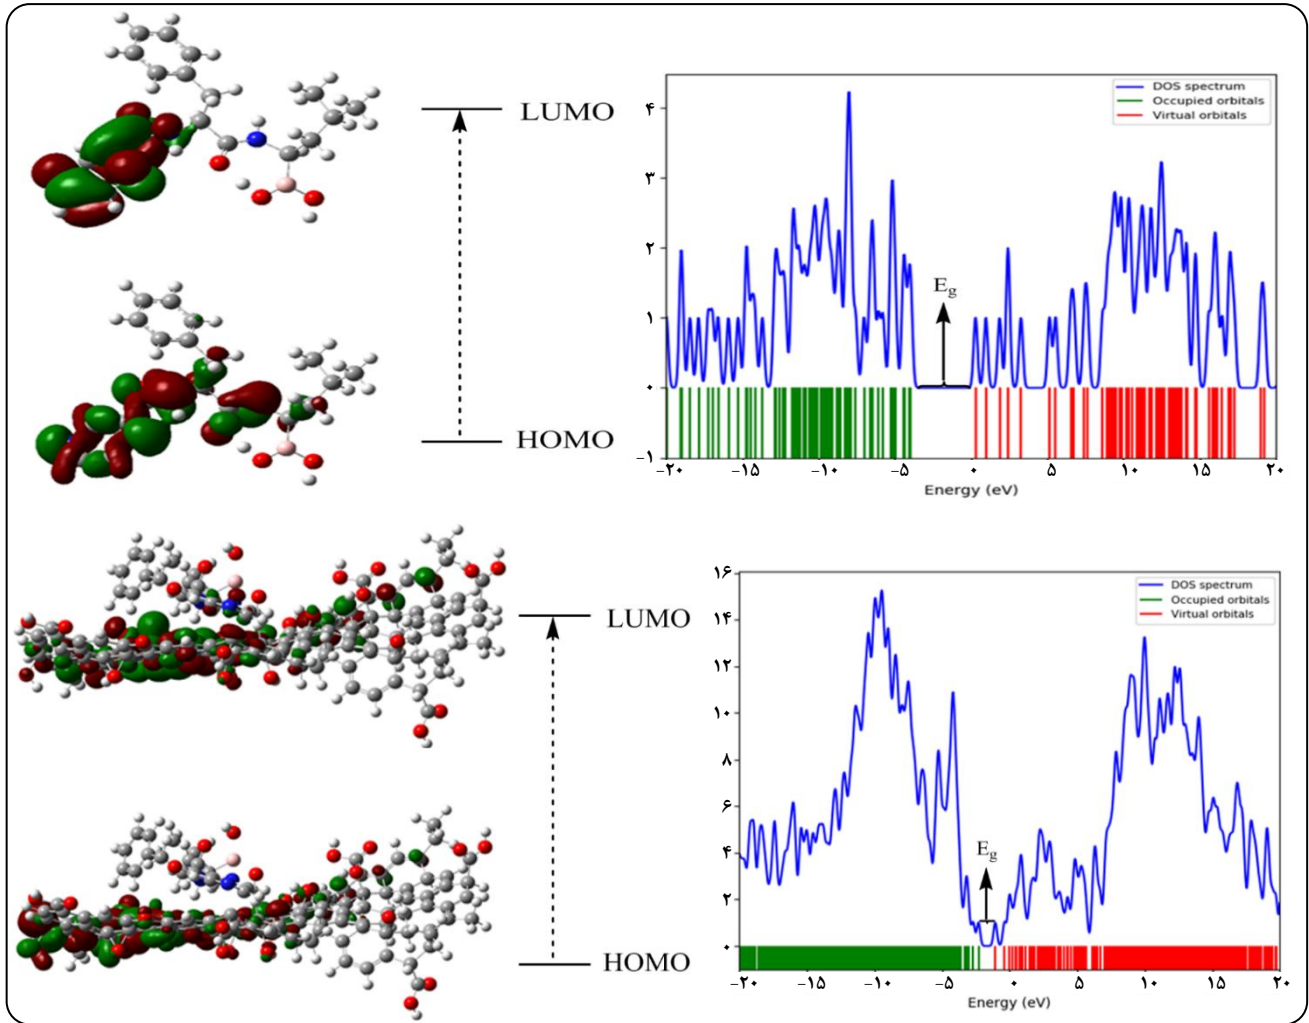 LUMO
HOMO
DOS spectrum
Occupied orbitals
Virtual orbitals
E_g
۴
۳
۲
۱
۰
−۱
−۲۰ −۱۵ −۱۰ −۵ ۰ ۵ ۱۰ ۱۵ ۲۰
Energy (eV)
LUMO
HOMO
DOS spectrum
Occupied orbitals
Virtual orbitals
E_g
۱۶
۱۴
۱۲
۱۰
۸
۶
۴
۲
۰
−۲۰ −۱۵ −۱۰ −۵ ۰ ۵ ۱۰ ۱۵ ۲۰
Energy (eV)